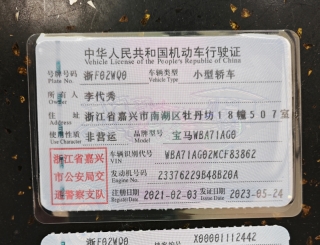 中华人民共和国机动车行驶证
Vehicle License of the People's Republic of China
号牌号码 浙F02WQ0 车辆类型 小型轿车
Plate No. Vehicle Type
所有人 李代秀
Owner
住址 浙江省嘉兴市南湖区牡丹坊18幢507室
Address
使用性质 非营运 品牌型号 宝马WBA71AG0
Use Character Model
浙江省嘉兴市公安局交通警察支队
车辆识别代号 WBA71AG02MCF83862
VIN
发动机号码 23376229B48B20A
Engine No.
注册日期 2021-02-03 发证日期 2023-05-24
Register Date Issue Date
浙F02WQ0 X00001112442